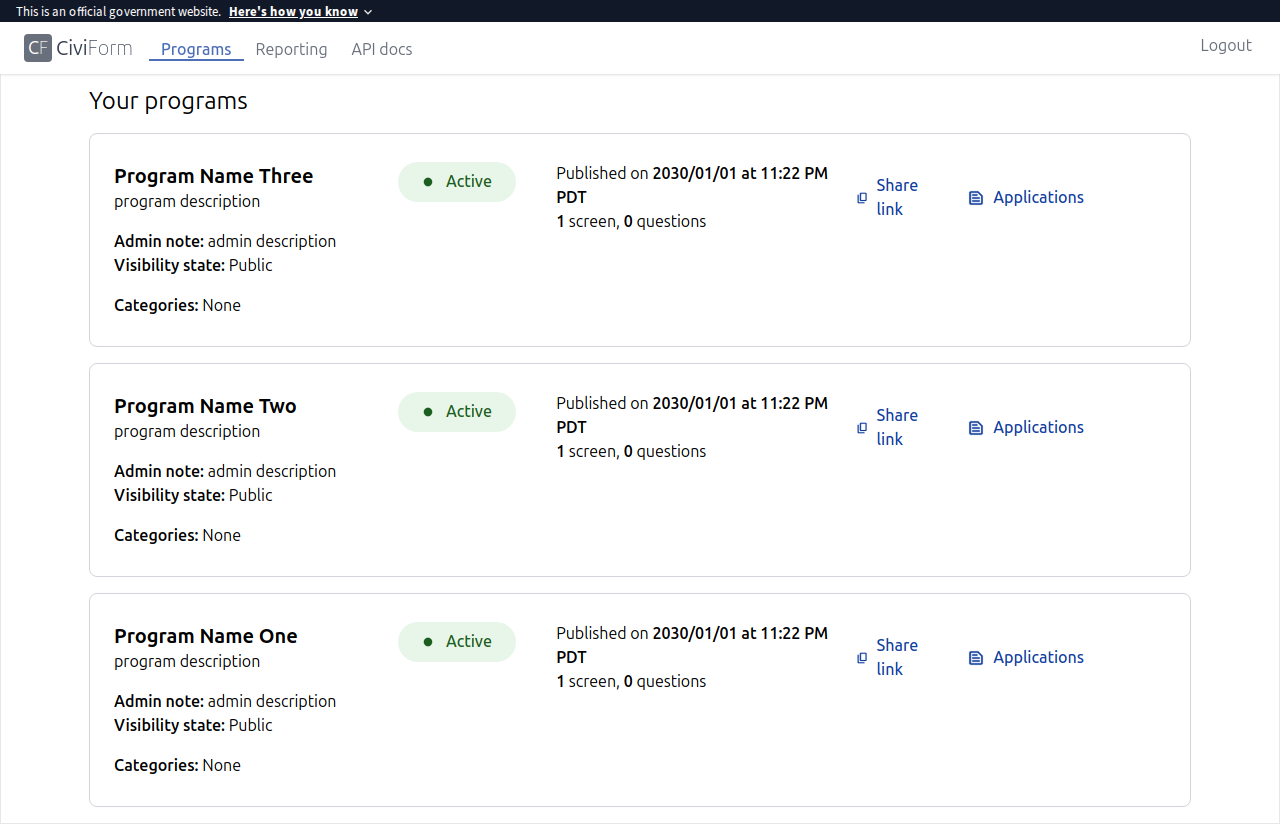 This is an official government website. Here's how you know
CF CiviForm Programs Reporting API docs Logout
Your programs
Program Name Three
program description
Admin note: admin description
Visibility state: Public
Categories: None
Active
Published on 2030/01/01 at 11:22 PM
PDT
1 screen, 0 questions
Share
link
Applications
Program Name Two
program description
Admin note: admin description
Visibility state: Public
Categories: None
Active
Published on 2030/01/01 at 11:22 PM
PDT
1 screen, 0 questions
Share
link
Applications
Program Name One
program description
Admin note: admin description
Visibility state: Public
Categories: None
Active
Published on 2030/01/01 at 11:22 PM
PDT
1 screen, 0 questions
Share
link
Applications